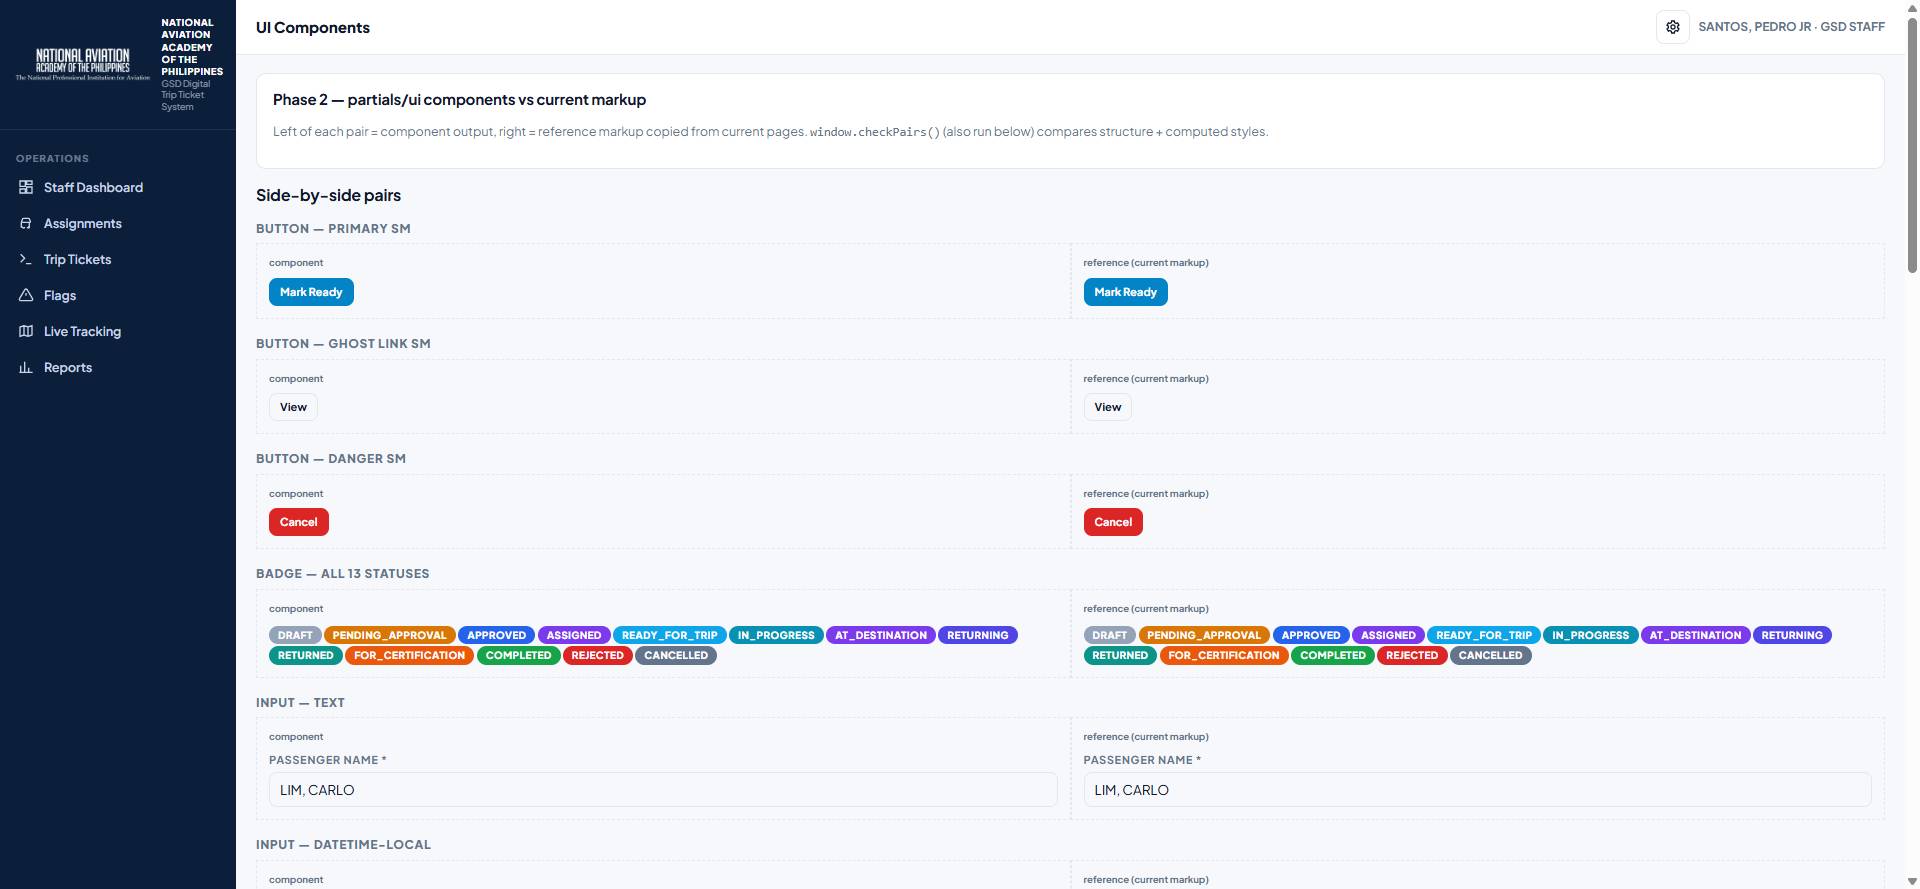 NATIONAL AVIATION
ACADEMY OF THE PHILIPPINES
The National Professional Institution for Aviation
NATIONAL
AVIATION
ACADEMY
OF THE
PHILIPPINES
GSD Digital
Trip Ticket
System
OPERATIONS
Staff Dashboard
Assignments
Trip Tickets
Flags
Live Tracking
Reports
UI Components
SANTOS, PEDRO JR · GSD STAFF
Phase 2 — partials/ui components vs current markup
Left of each pair = component output, right = reference markup copied from current pages. window.checkPairs() (also run below) compares structure + computed styles.
Side-by-side pairs
BUTTON — PRIMARY SM
component
Mark Ready
reference (current markup)
Mark Ready
BUTTON — GHOST LINK SM
component
View
reference (current markup)
View
BUTTON — DANGER SM
component
Cancel
reference (current markup)
Cancel
BADGE — ALL 13 STATUSES
component
DRAFT PENDING_APPROVAL APPROVED ASSIGNED READY_FOR_TRIP IN_PROGRESS AT_DESTINATION RETURNING
RETURNED FOR_CERTIFICATION COMPLETED REJECTED CANCELLED
reference (current markup)
DRAFT PENDING_APPROVAL APPROVED ASSIGNED READY_FOR_TRIP IN_PROGRESS AT_DESTINATION RETURNING
RETURNED FOR_CERTIFICATION COMPLETED REJECTED CANCELLED
INPUT — TEXT
component
PASSENGER NAME *
LIM, CARLO
reference (current markup)
PASSENGER NAME *
LIM, CARLO
INPUT — DATETIME-LOCAL
component
reference (current markup)